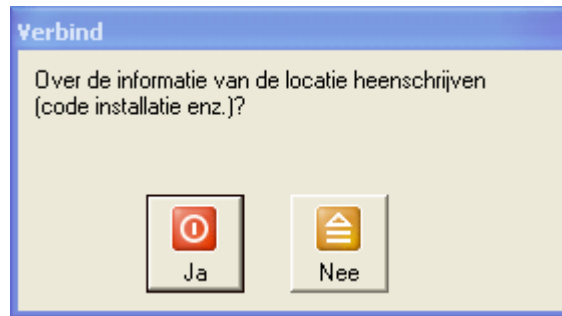 Verbind
Over de informatie van de locatie heenschrijven
(code installatie enz.)?
Ja
Nee